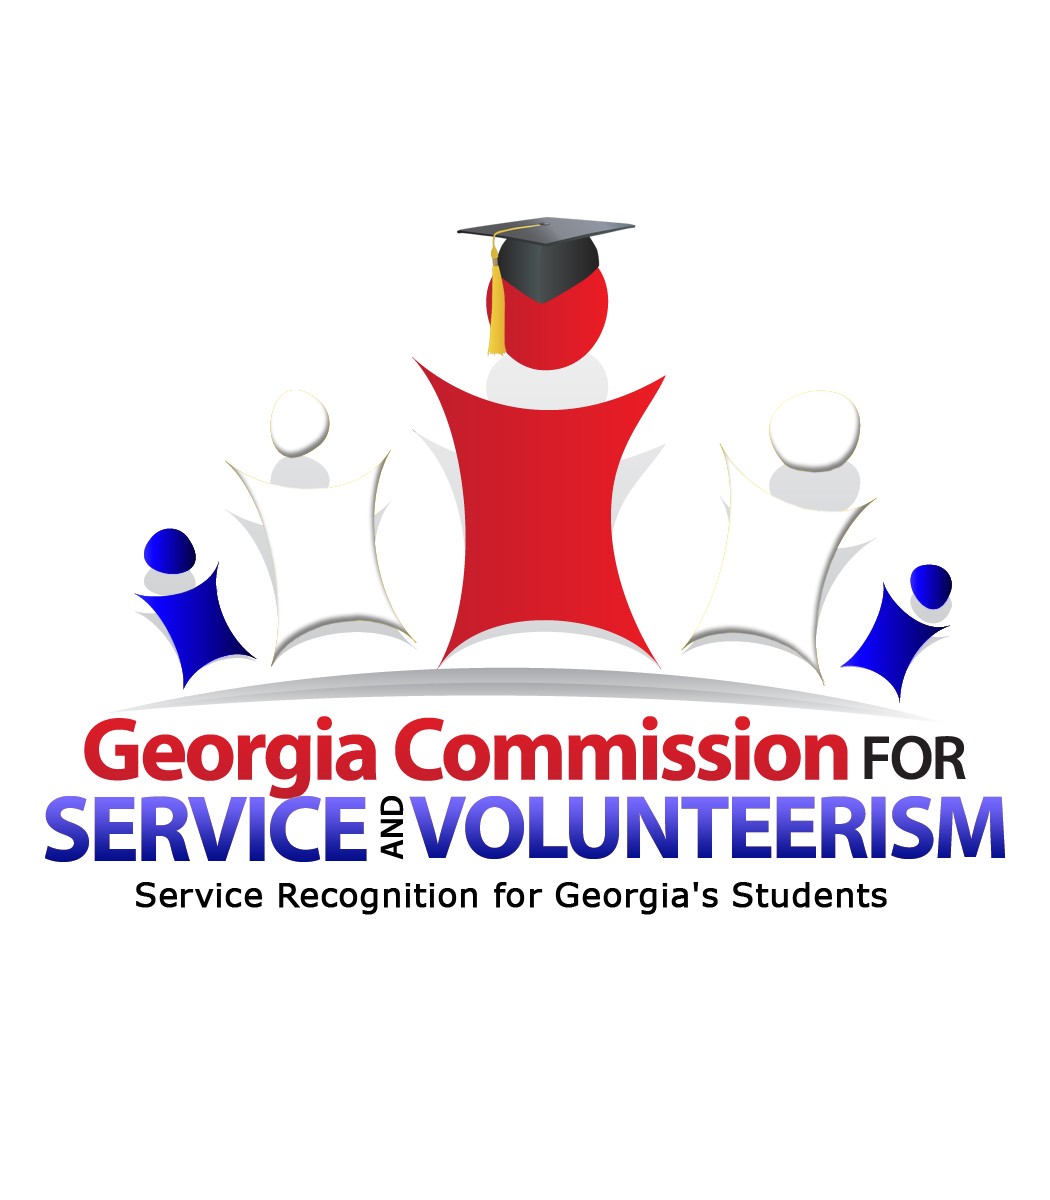 Georgia Commission FOR
SERVICE AND VOLUNTEERISM
Service Recognition for Georgia's Students